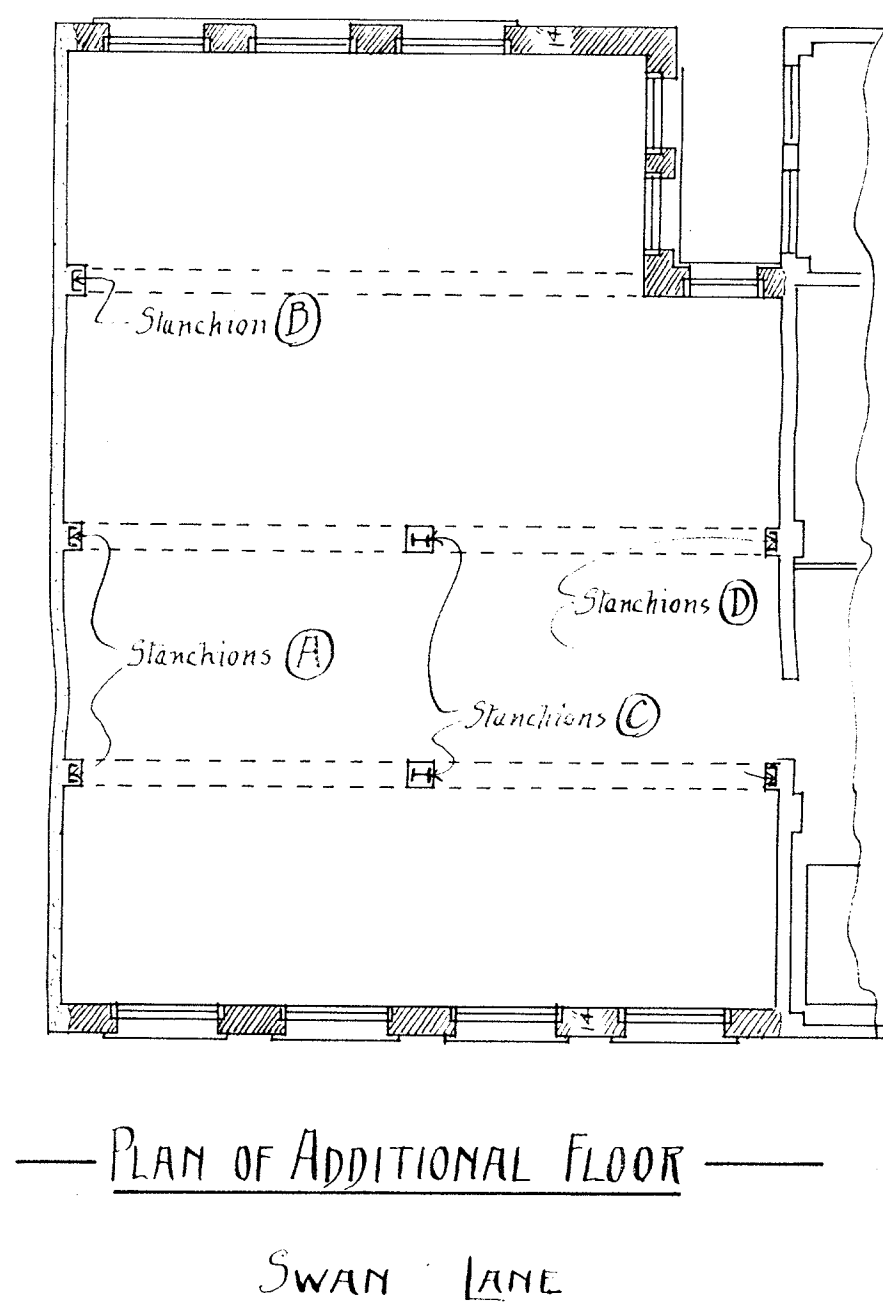 14
Stanchion B
Stanchions D
Stanchions A
Stanchions C
14
PLAN OF ADDITIONAL FLOOR
SWAN LANE